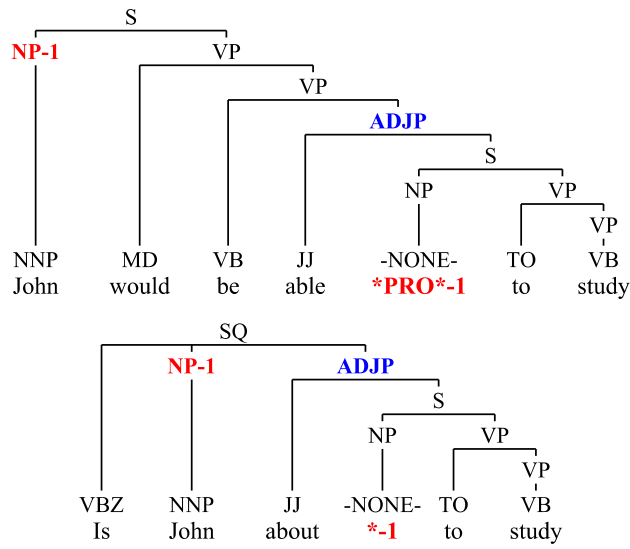 S
NP-1 VP
VP
ADJP
S
NP VP
VP
NNP MD VB JJ -NONE- TO VB
John would be able *PRO*-1 to study
SQ
NP-1 ADJP
S
NP VP
VP
VBZ NNP JJ -NONE- TO VB
Is John about *-1 to study